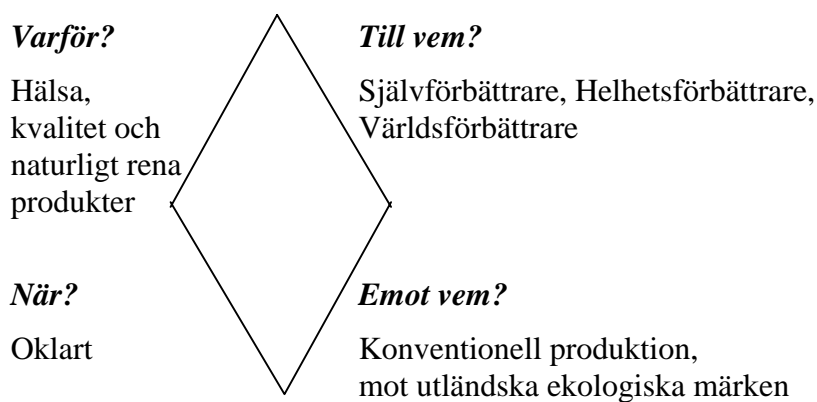 Varför?
Hälsa,
kvalitet och
naturligt rena
produkter
Till vem?
Självförbättrare, Helhetsförbättrare,
Världsförbättrare
När?
Oklart
Emot vem?
Konventionell produktion,
mot utländska ekologiska märken